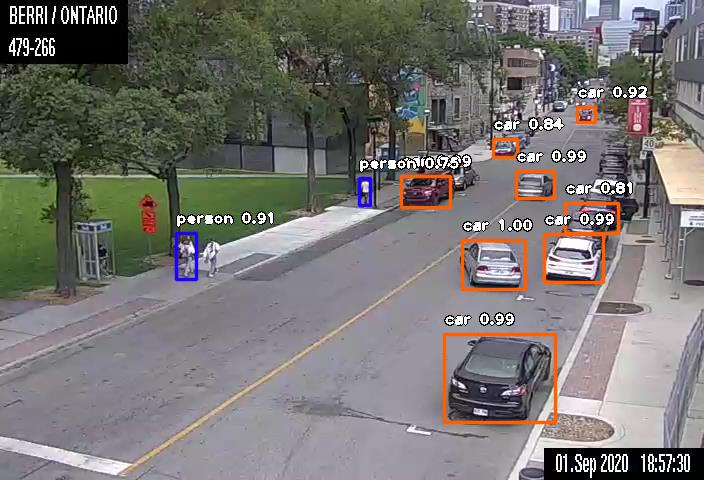 BERRI / ONTARIO
479-266
car 0.92
car 0.84
car 0.99
person 0.75
car 0.81
person 0.91
car 1.00
car 0.99
car 0.99
40
01.Sep 2020 18:57:30